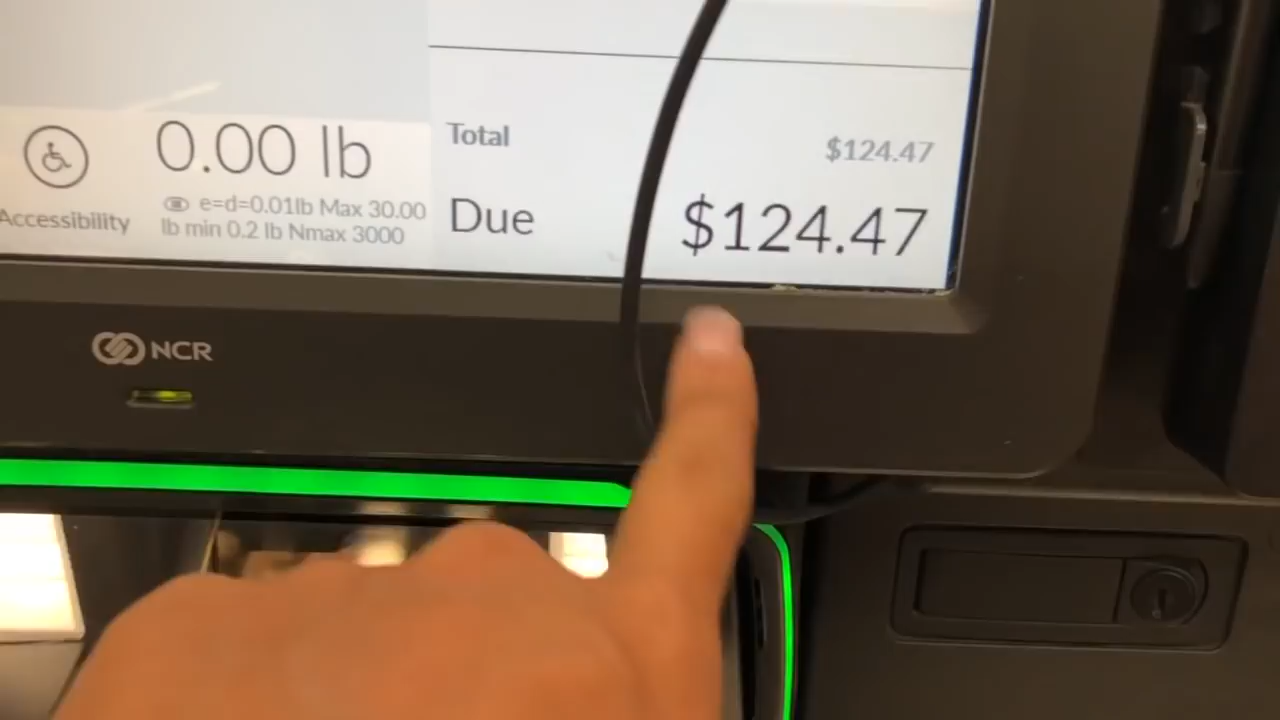 0.00 lb
Accessibility
e=d=0.01lb Max 30.00
lb min 0.2 lb Nmax 3000
Total $124.47
Due $124.47
NCR